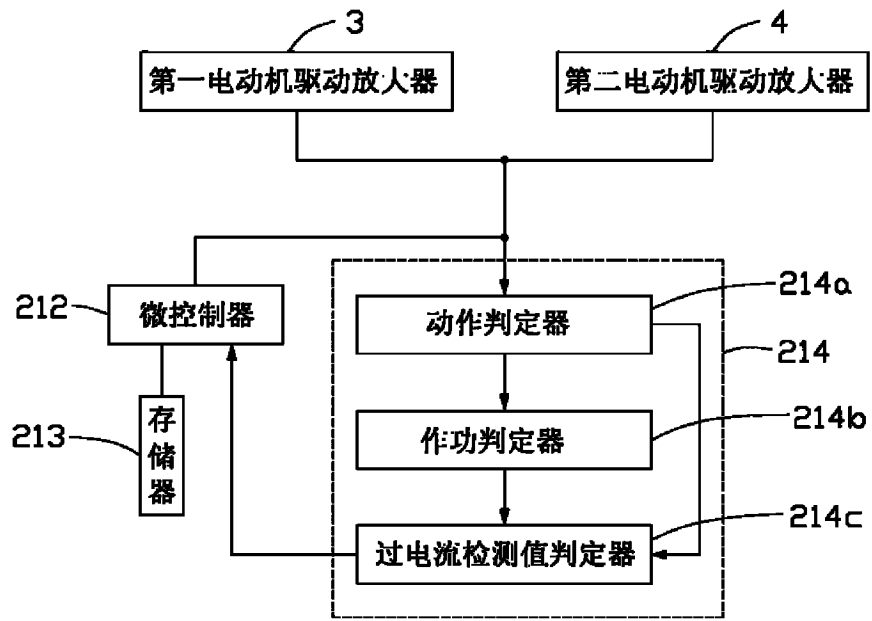 3
4
第一电动机驱动放人器
第二电动机驱动放人器
212
微控制器
213
存储器
动作判定器
214a
214
作功判定器
214b
过电流检测值判定器
214c